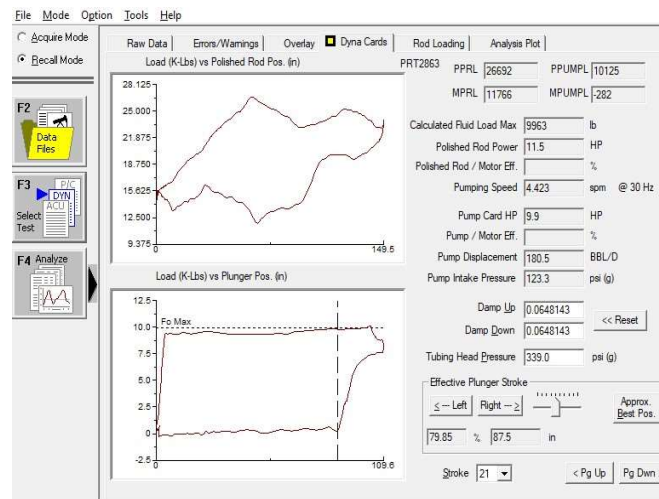 File Mode Option Tools Help
Acquire Mode
Recall Mode
F2
Data
Files
F3
P/C
DYN
ACU
Select
Test
F4 Analyze
Raw Data Errors/Warnings Overlay Dyna Cards Rod Loading Analysis Plot
Load (K-Lbs) vs Polished Rod Pos. (in)
28.125
25.000
21.875
18.750
15.625
12.500
9.375
149.5
Load (K-Lbs) vs Plunger Pos. (in)
12.5
Fo Max
10.0
7.5
5.0
2.5
0
-2.5
109.6
PRT2863 PPRL 26692 PPUMPL 10125
MPRL 11766 MPUMPL -282
Calculated Fluid Load Max 9963 lb
Polished Rod Power 11.5 HP
Polished Rod / Motor Eff. %
Pumping Speed 4.423 spm @ 30 Hz
Pump Card HP 9.9 HP
Pump / Motor Eff. %
Pump Displacement 180.5 BBL/D
Pump Intake Pressure 123.3 psi (g)
Damp Up 0.0648143
Damp Down 0.0648143
<< Reset
Tubing Head Pressure 339.0 psi (g)
Effective Plunger Stroke
< -- Left Right -- > Approx.
Best Pos.
79.85 % 87.5 in
Stroke 21 < Pg Up Pg Dwn